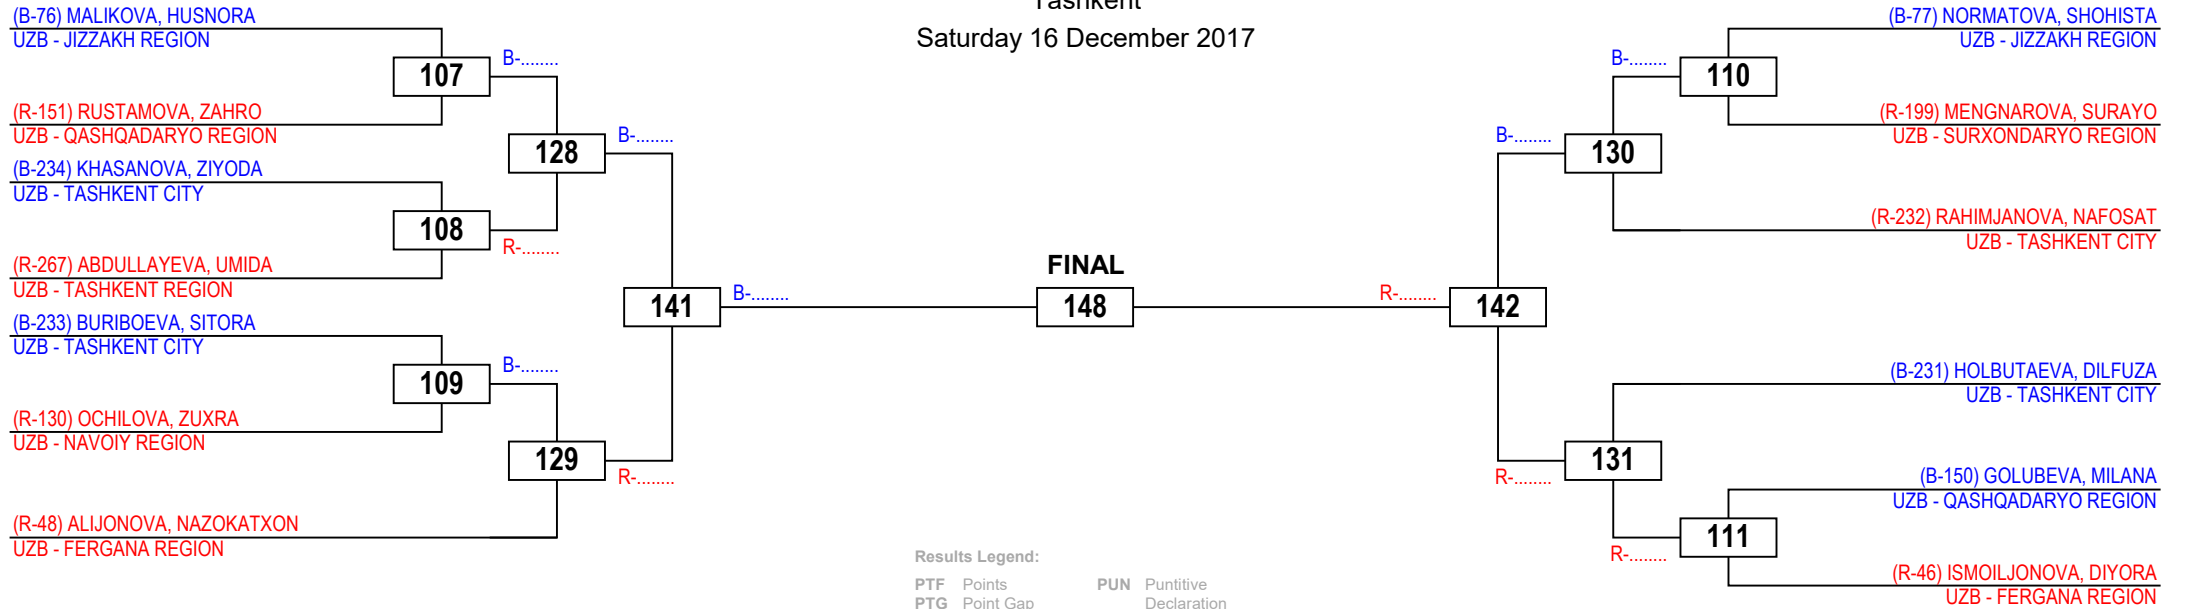 Tashkent
Saturday 16 December 2017
(B-76) MALIKOVA, HUSNORA
UZB - JIZZAKH REGION
107
B-........
(R-151) RUSTAMOVA, ZAHRO
UZB - QASHQADARYO REGION
128
B-........
(B-234) KHASANOVA, ZIYODA
UZB - TASHKENT CITY
108
R-........
(R-267) ABDULLAYEVA, UMIDA
UZB - TASHKENT REGION
141
B-........
(B-233) BURIBOEVA, SITORA
UZB - TASHKENT CITY
109
B-........
(R-130) OCHILOVA, ZUXRA
UZB - NAVOIY REGION
129
R-........
(R-48) ALIJONOVA, NAZOKATXON
UZB - FERGANA REGION
FINAL
148
(B-77) NORMATOVA, SHOHISTA
UZB - JIZZAKH REGION
B-........
110
(R-199) MENGNAROVA, SURAYO
UZB - SURXONDARYO REGION
B-........
130
(R-232) RAHIMJANOVA, NAFOSAT
UZB - TASHKENT CITY
R-........
142
(B-231) HOLBUTAEVA, DILFUZA
UZB - TASHKENT CITY
131
R-........
(B-150) GOLUBEVA, MILANA
UZB - QASHQADARYO REGION
111
R-........
(R-46) ISMOILJONOVA, DIYORA
UZB - FERGANA REGION
Results Legend:
PTF Points PUN Puntitive
PTG Point Gap Declaration